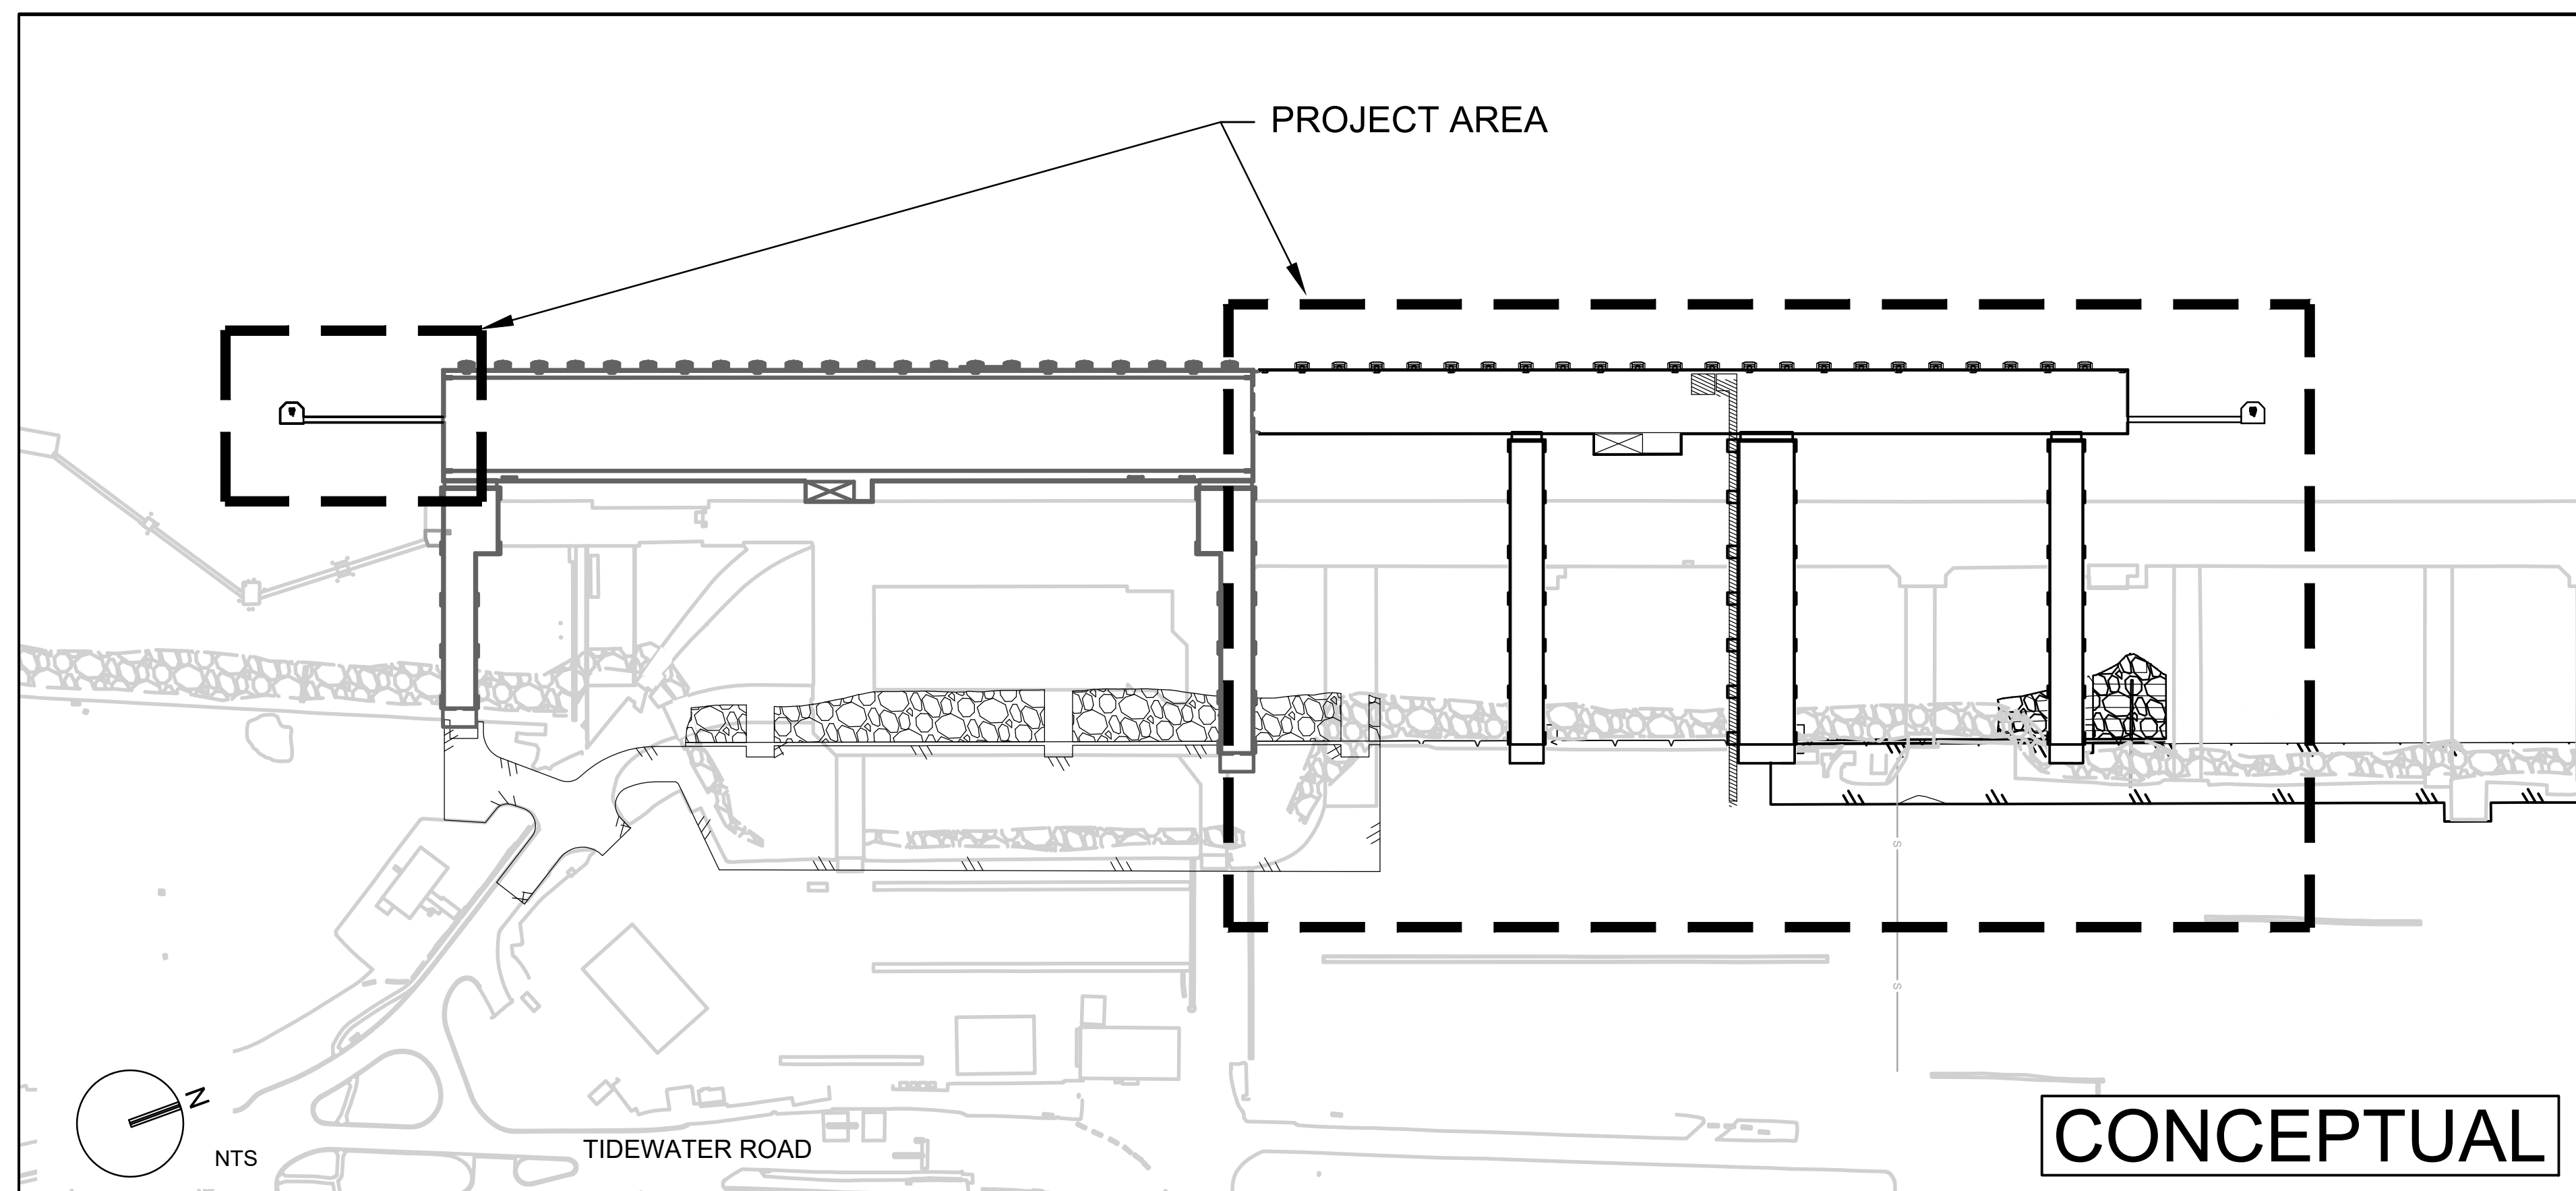 PROJECT AREA
S
S
N
NTS
TIDEWATER ROAD
CONCEPTUAL